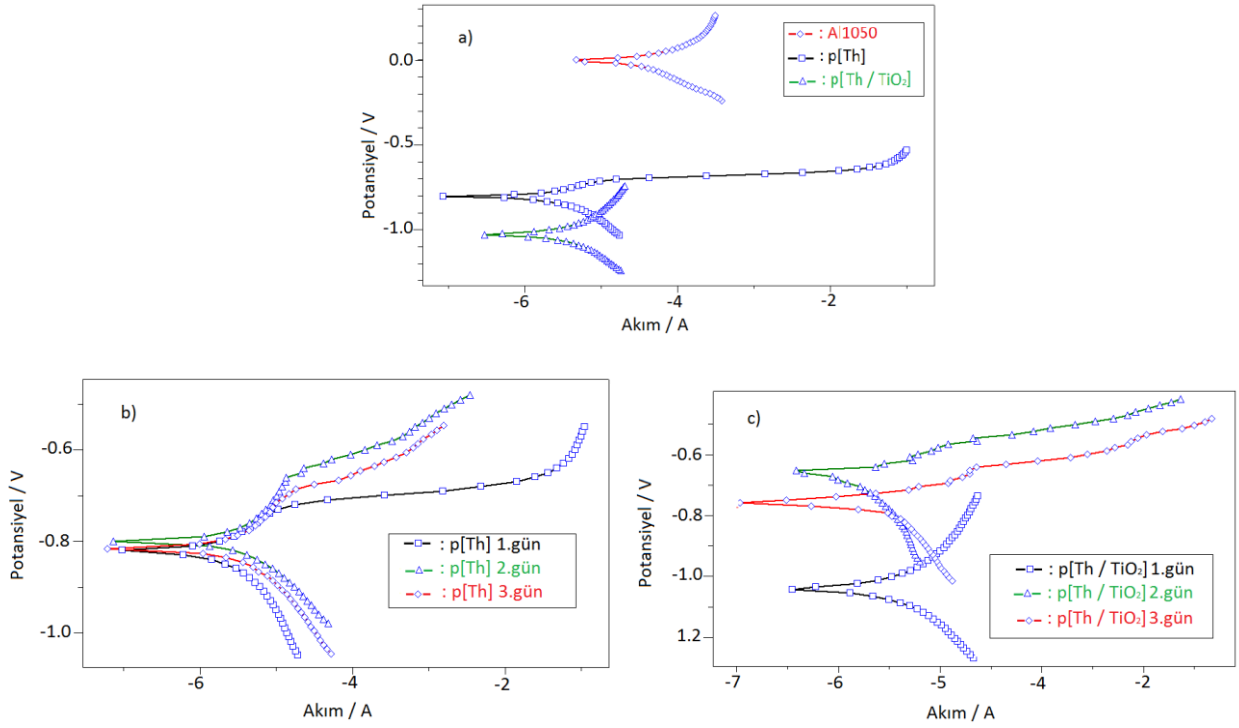 a)
: Al1050
: p[Th]
: p[Th / TiO₂]
0.0
-0.5
-1.0
Potansiyel / V
-6
-4
-2
Akım / A
b)
-0.6
-0.8
-1.0
Potansiyel / V
: p[Th] 1.gün
: p[Th] 2.gün
: p[Th] 3.gün
-6
-4
-2
Akım / A
c)
-0.6
-0.8
-1.0
1.2
Potansiyel / V
: p[Th / TiO₂] 1.gün
: p[Th / TiO₂] 2.gün
: p[Th / TiO₂] 3.gün
-7
-6
-5
-4
-3
-2
Akım / A